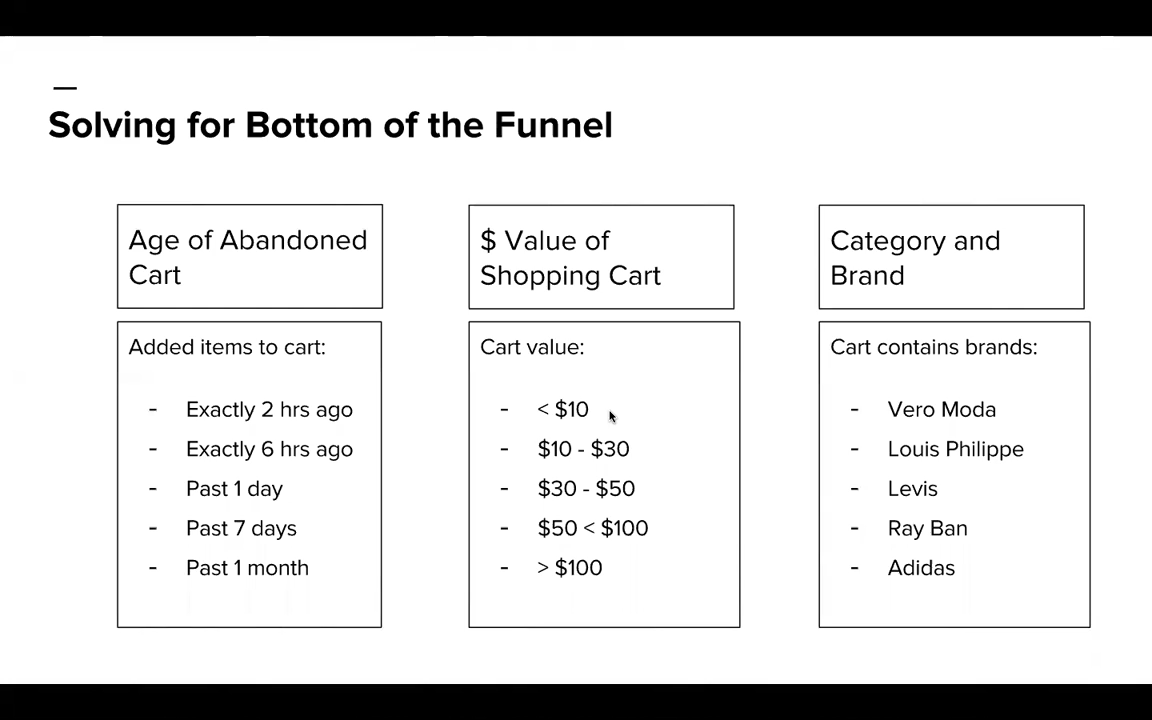 Solving for Bottom of the Funnel
Age of Abandoned
Cart
Added items to cart:
- Exactly 2 hrs ago
- Exactly 6 hrs ago
- Past 1 day
- Past 7 days
- Past 1 month
$ Value of
Shopping Cart
Cart value:
- < $10
- $10 - $30
- $30 - $50
- $50 < $100
- > $100
Category and
Brand
Cart contains brands:
- Vero Moda
- Louis Philippe
- Levis
- Ray Ban
- Adidas